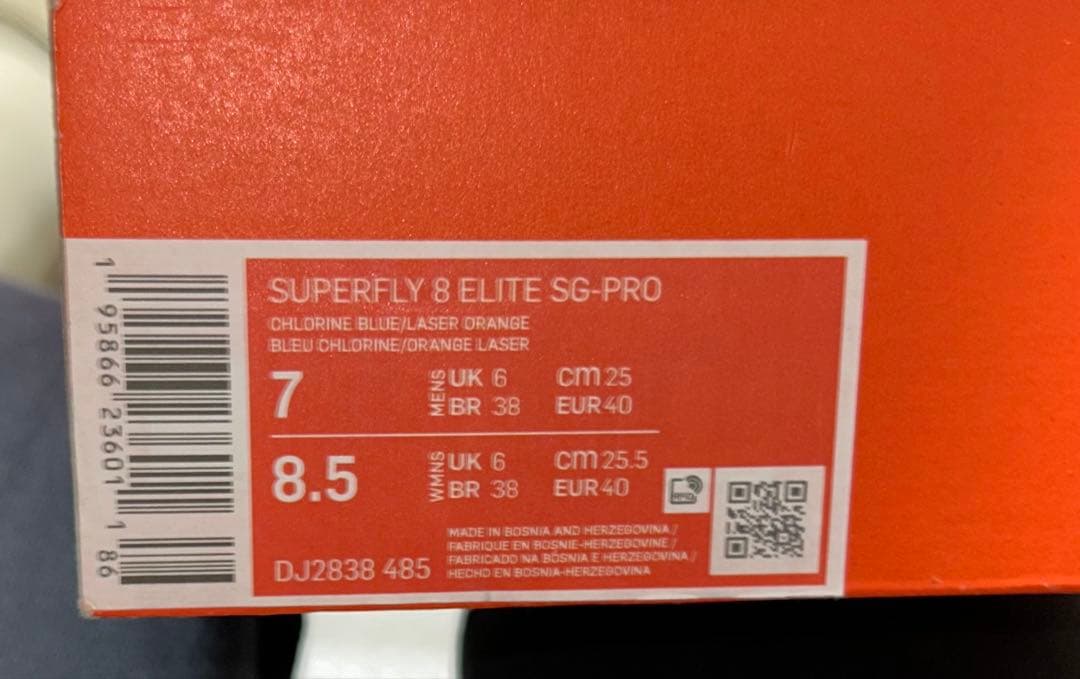 SUPERFLY 8 ELITE SG-PRO
CHLORINE BLUE/LASER ORANGE
BLEU CHLORINE/ORANGE LASER
7 MENS UK 6 cm 25
BR 38 EUR 40
8.5 WMNS UK 6 cm 25.5
BR 38 EUR 40
MADE IN BOSNIA AND HERZEGOVINA /
FABRIQUE EN BOSNIE-HERZEGOVINE /
FABRICADO NA BÓSNIA E HERZEGOVINA /
HECHO EN BOSNIA-HERZEGOVINA
DJ2838 485
1 95866 23601 1 86